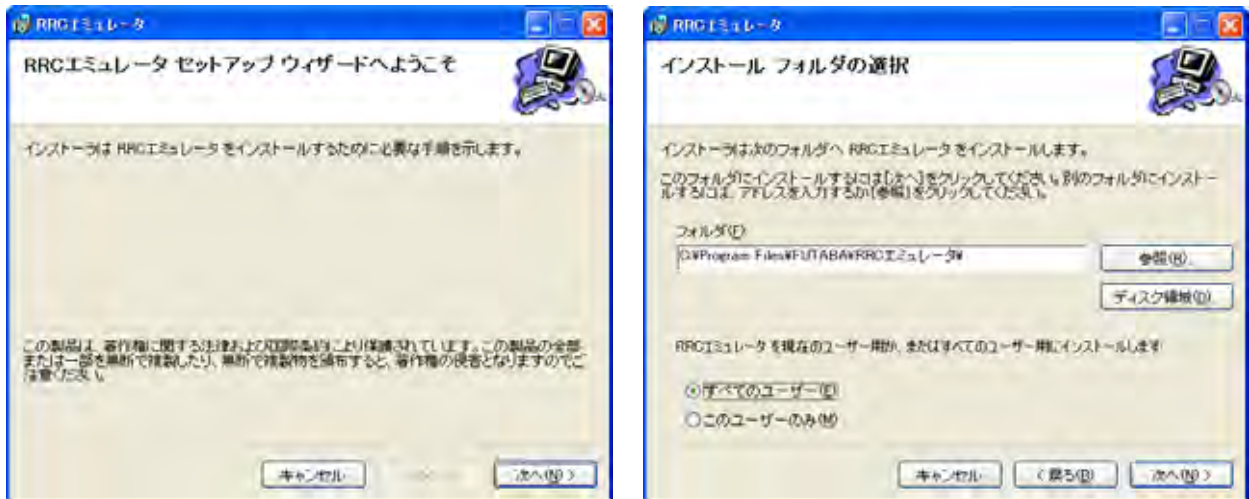 RRCエミュレータ
RRCエミュレータ セットアップ ウィザードへようこそ
インストーラは RRCエミュレータ をインストールするために必要な手順を示します。
この製品は、著作権に関する法律および国際条約により保護されています。この製品の全部
または一部を無断で複製したり、無断で複製物を頒布すると、著作権の侵害となりますのでご
注意ください。
キャンセル
次へ(N) >
RRCエミュレータ
インストール フォルダの選択
インストーラは次のフォルダへ RRCエミュレータ をインストールします。
このフォルダにインストールするには[次へ]をクリックしてください。別のフォルダにインストー
ルするには、アドレスを入力するか[参照]をクリックしてください。
フォルダ(F)
C:¥Program Files¥FUTABA¥RRCエミュレータ¥
参照(R)...
ディスク領域(D)...
RRCエミュレータ を現在のユーザー用か、またはすべてのユーザー用にインストールします
すべてのユーザー(E)
このユーザーのみ(M)
キャンセル
< 戻る(B)
次へ(N) >